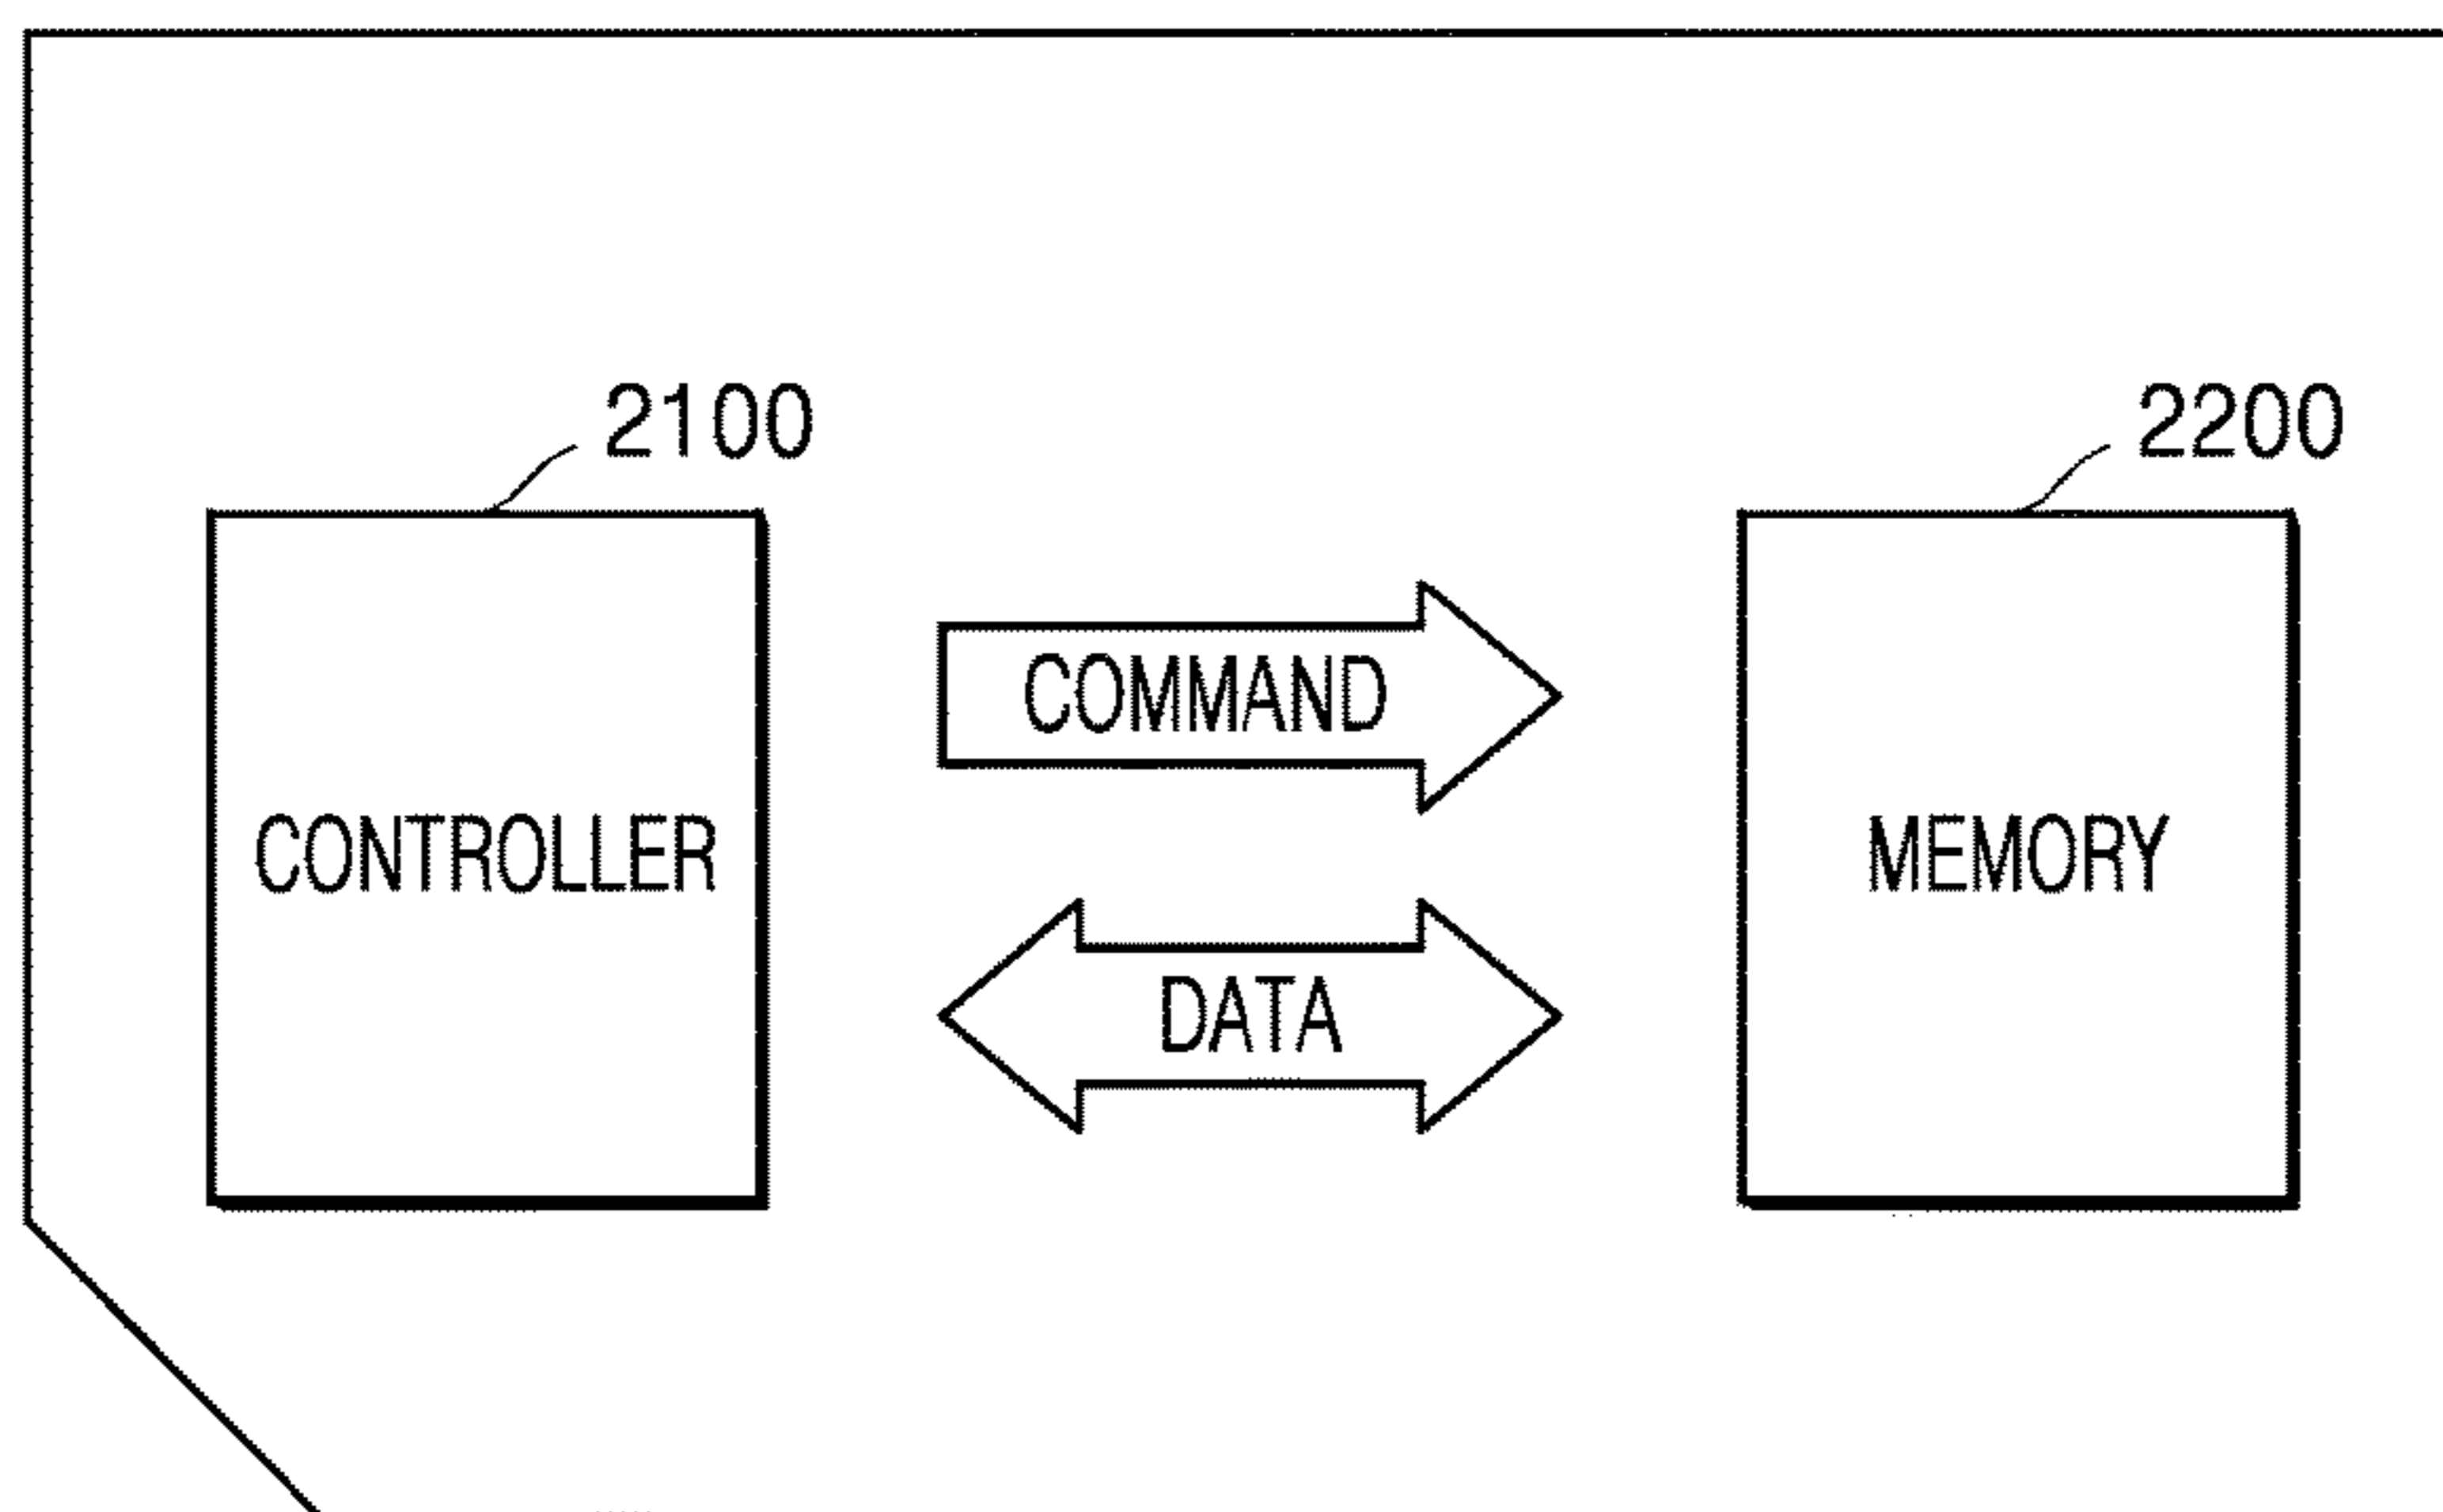 2100
2200
COMMAND
CONTROLLER
MEMORY
DATA